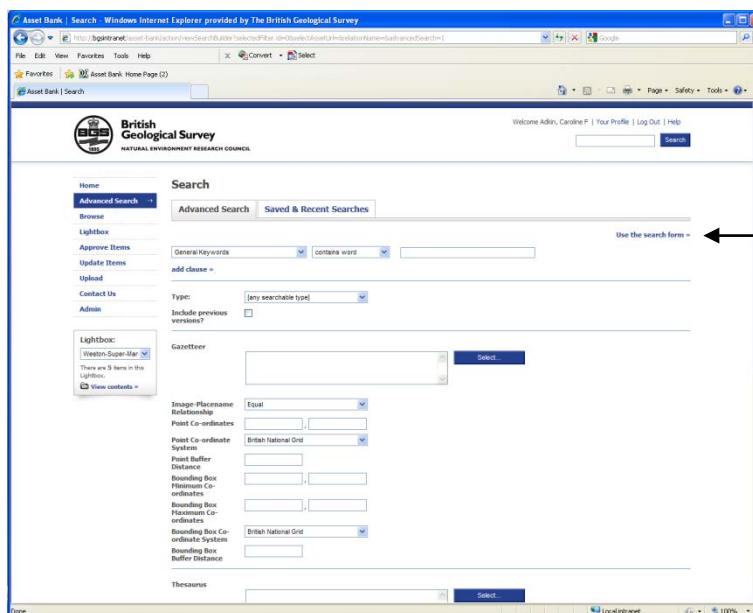 Asset Bank | Search - Windows Internet Explorer provided by The British Geological Survey
Google
File Edit View Favorites Tools Help
x Convert Select
Favorites Asset Bank Home Page (2)
Asset Bank | Search
Page Safety Tools
British
Geological Survey
NATURAL ENVIRONMENT RESEARCH COUNCIL
BGS
1835
Welcome Adkin, Caroline F | Your Profile | Log Out | Help
Search
Home
Advanced Search →
Browse
Lightbox
Approve Items
Update Items
Upload
Contact Us
Admin
Lightbox:
Weston-Super-Mar
There are 5 items in this
Lightbox.
View contents »
Search
Advanced Search Saved & Recent Searches
Use the search form »
General Keywords contains word
add clause »
Type: [any searchable type]
Include previous
versions?
Gazetteer
Select...
Image-Placename
Relationship
Equal
Point Co-ordinates ,
Point Co-ordinate
System
British National Grid
Point Buffer
Distance
Bounding Box
Minimum Co-
ordinates
,
Bounding Box
Maximum Co-
ordinates
,
Bounding Box Co-
ordinate System
British National Grid
Bounding Box
Buffer Distance
Thesaurus
Select...
Done
Local intranet
100%